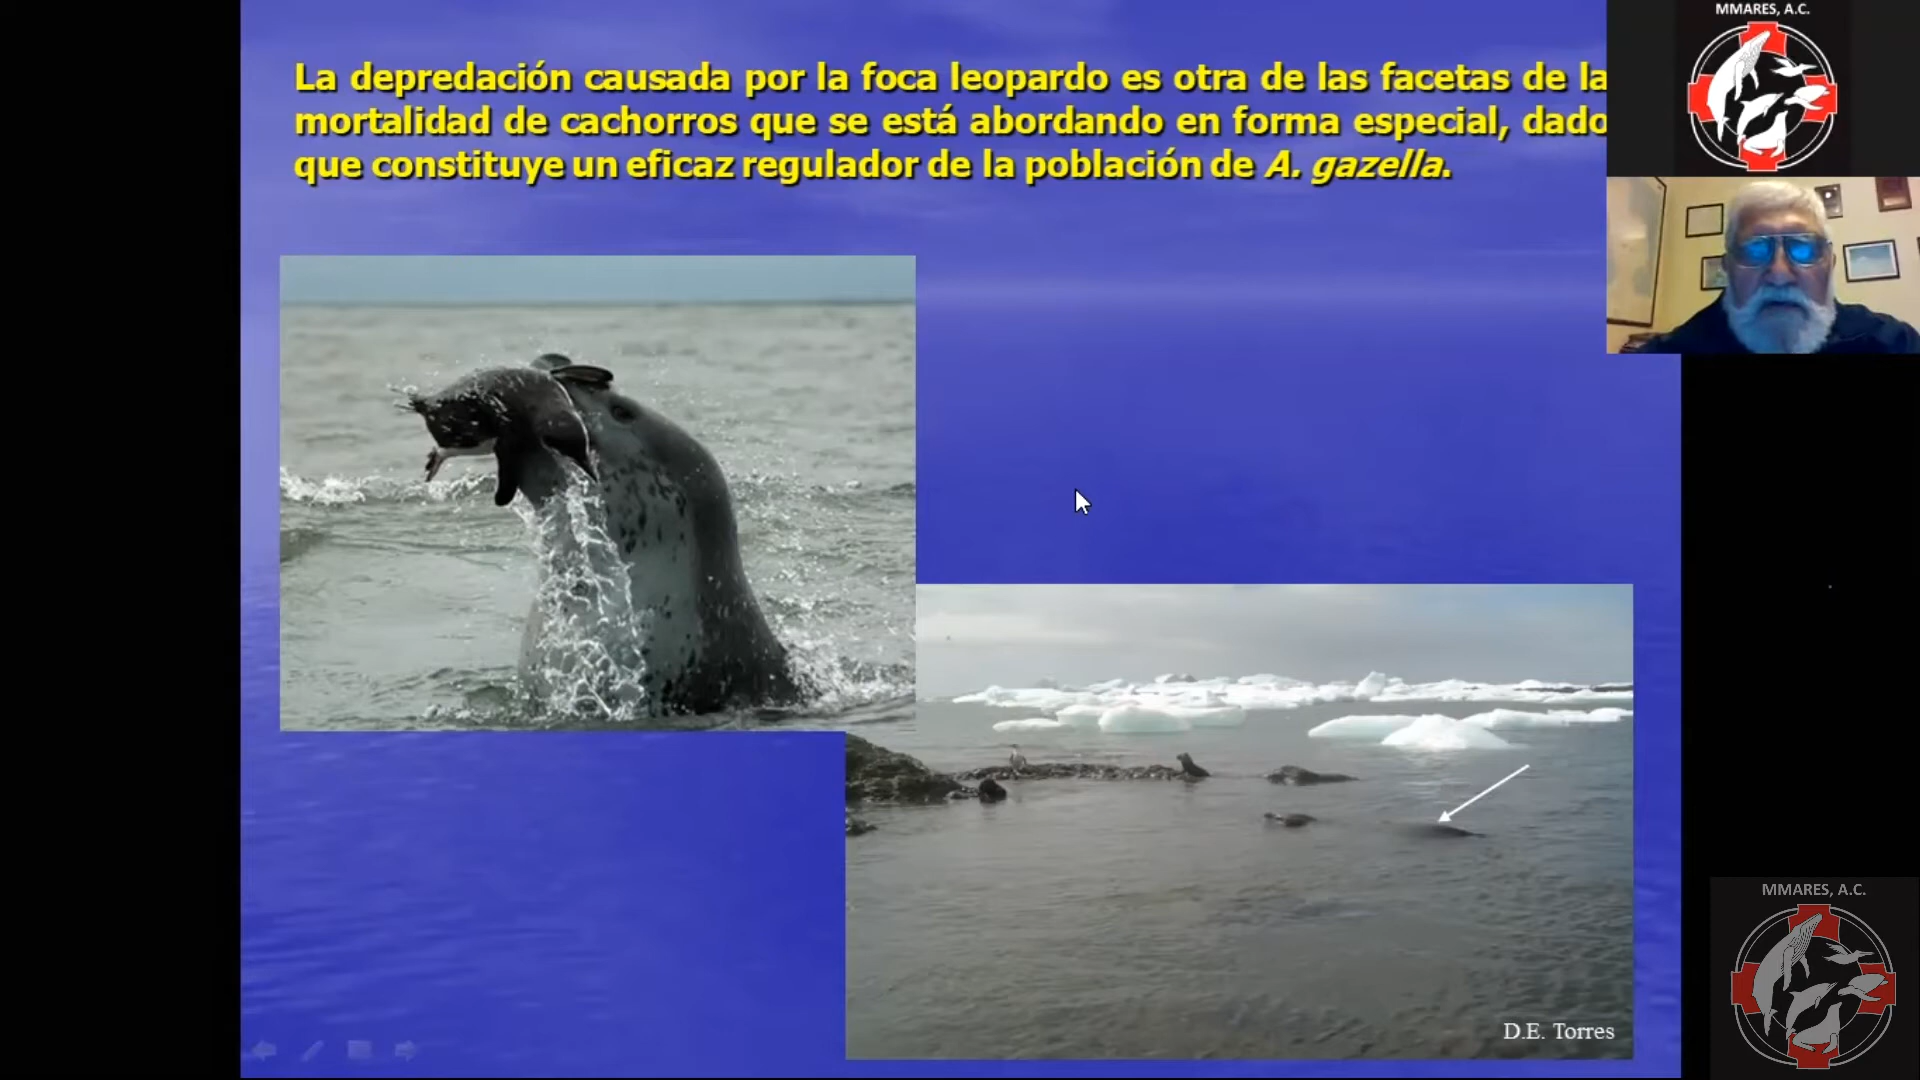 MMARES, A.C.
La depredación causada por la foca leopardo es otra de las facetas de la
mortalidad de cachorros que se está abordando en forma especial, dado
que constituye un eficaz regulador de la población de A. gazella.
MMARES, A.C.
D.E. Torres